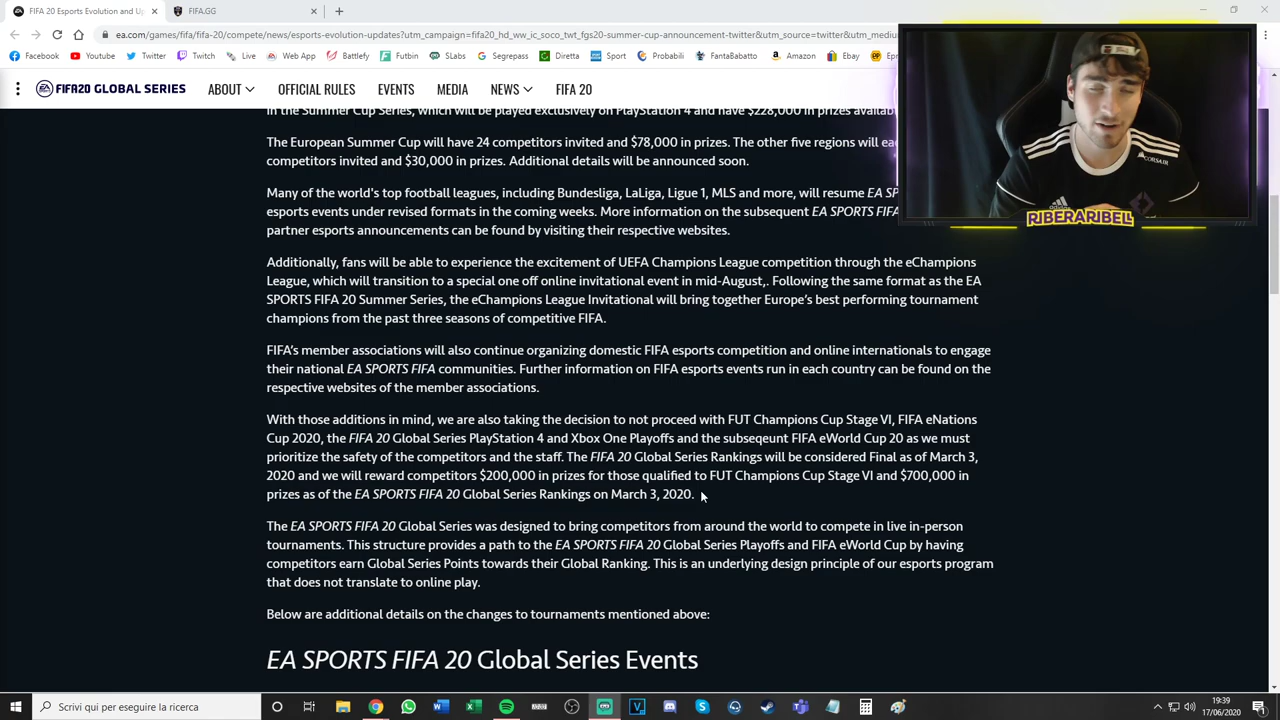 FIFA 20 Esports Evolution and Up
FIFA.GG
ea.com/games/fifa/fifa-20/compete/news/esports-evolution-updates?utm_campaign=fifa20_hd_ww_ic_soco_twt_fgs20-summer-cup-announcement-twitter&utm_source=twitter&utm_mediu
Facebook Youtube Twitter Twitch Live Web App Battlefy Futbin SLabs Segrepass Diretta Sport Probabili FantaBabatto Amazon Ebay Epr
FIFA20 GLOBAL SERIES ABOUT OFFICIAL RULES EVENTS MEDIA NEWS FIFA 20
in the Summer Cup Series, which will be played exclusively on PlayStation 4 and have $228,000 in prizes availab
The European Summer Cup will have 24 competitors invited and $78,000 in prizes. The other five regions will ea
competitors invited and $30,000 in prizes. Additional details will be announced soon.
Many of the world's top football leagues, including Bundesliga, LaLiga, Ligue 1, MLS and more, will resume EA SP
esports events under revised formats in the coming weeks. More information on the subsequent EA SPORTS FIFA
partner esports announcements can be found by visiting their respective websites.
Additionally, fans will be able to experience the excitement of UEFA Champions League competition through the eChampions
League, which will transition to a special one off online invitational event in mid-August,. Following the same format as the EA
SPORTS FIFA 20 Summer Series, the eChampions League Invitational will bring together Europe's best performing tournament
champions from the past three seasons of competitive FIFA.
FIFA's member associations will also continue organizing domestic FIFA esports competition and online internationals to engage
their national EA SPORTS FIFA communities. Further information on FIFA esports events run in each country can be found on the
respective websites of the member associations.
With those additions in mind, we are also taking the decision to not proceed with FUT Champions Cup Stage VI, FIFA eNations
Cup 2020, the FIFA 20 Global Series PlayStation 4 and Xbox One Playoffs and the subseqeunt FIFA eWorld Cup 20 as we must
prioritize the safety of the competitors and the staff. The FIFA 20 Global Series Rankings will be considered Final as of March 3,
2020 and we will reward competitors $200,000 in prizes for those qualified to FUT Champions Cup Stage VI and $700,000 in
prizes as of the EA SPORTS FIFA 20 Global Series Rankings on March 3, 2020.
The EA SPORTS FIFA 20 Global Series was designed to bring competitors from around the world to compete in live in-person
tournaments. This structure provides a path to the EA SPORTS FIFA 20 Global Series Playoffs and FIFA eWorld Cup by having
competitors earn Global Series Points towards their Global Ranking. This is an underlying design principle of our esports program
that does not translate to online play.
Below are additional details on the changes to tournaments mentioned above:
EA SPORTS FIFA 20 Global Series Events
CORSAIR
adidas
RIBERARIBEL
Scrivi qui per eseguire la ricerca
19:39
17/06/2020